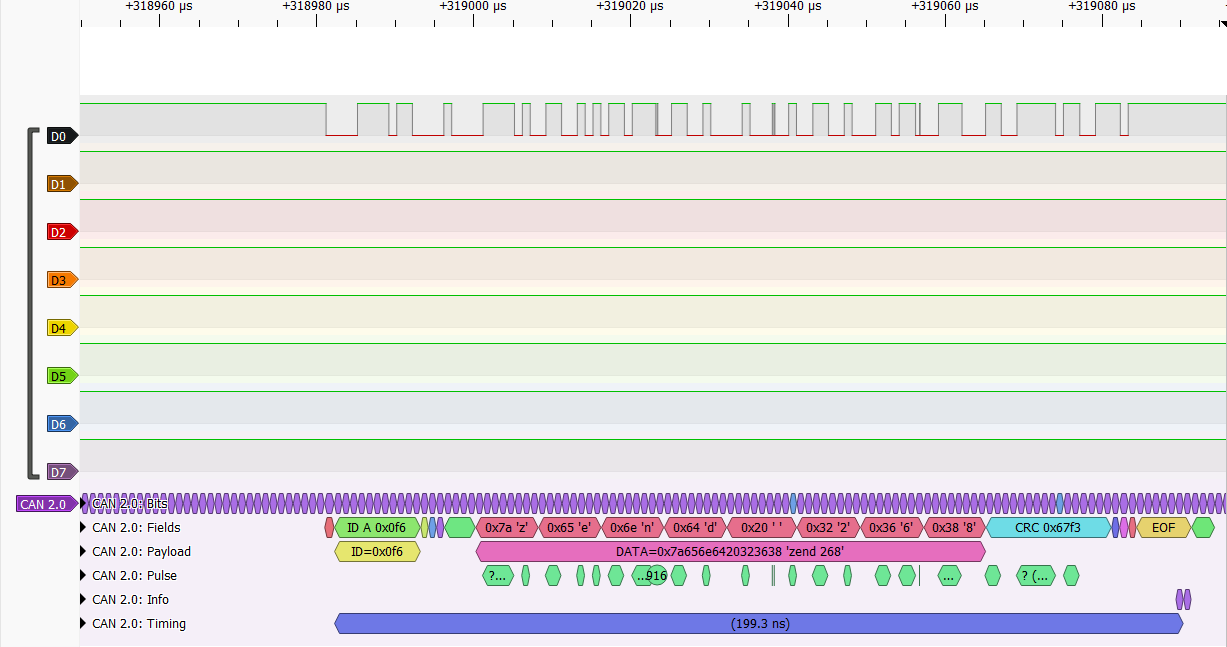 +318960 µs +318980 µs +319000 µs +319020 µs +319040 µs +319060 µs +319080 µs
D0
D1
D2
D3
D4
D5
D6
D7
CAN 2.0 CAN 2.0: Bits
CAN 2.0: Fields ID A 0x0f6 0x7a 'z' 0x65 'e' 0x6e 'n' 0x64 'd' 0x20 ' ' 0x32 '2' 0x36 '6' 0x38 '8' CRC 0x67f3 EOF
CAN 2.0: Payload ID=0x0f6 DATA=0x7a656e6420323638 'zend 268'
CAN 2.0: Pulse ?... ...916 ... ? (...
CAN 2.0: Info
CAN 2.0: Timing (199.3 ns)